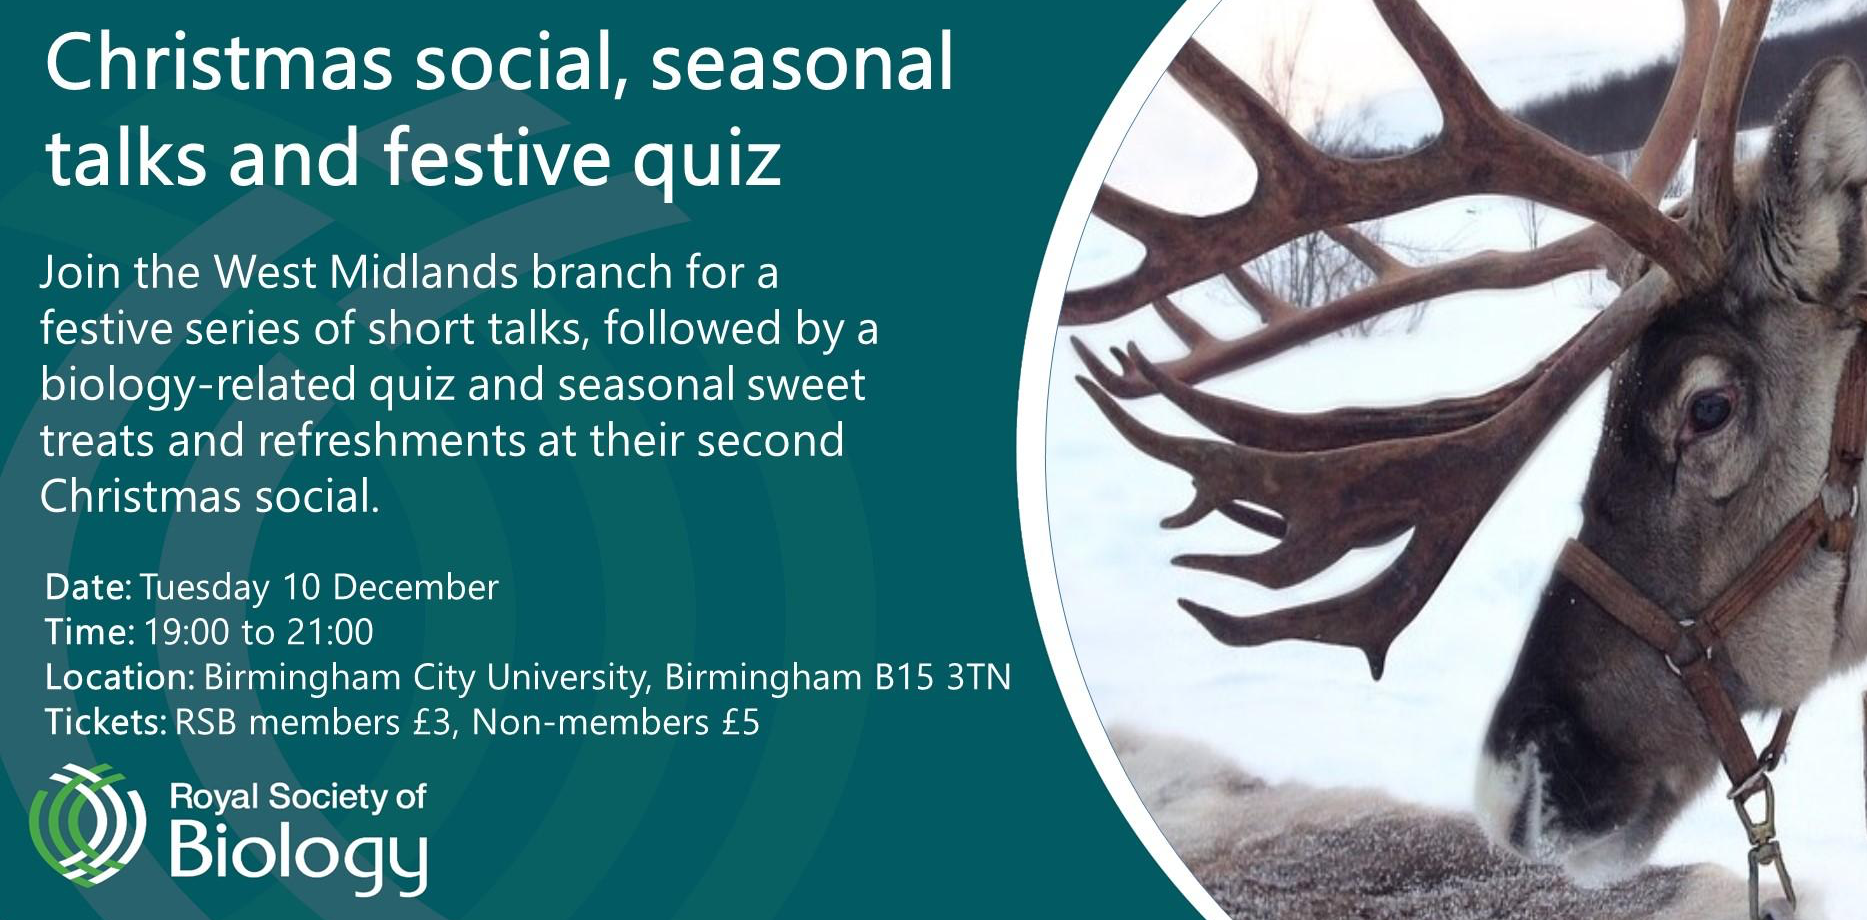 Christmas social, seasonal
talks and festive quiz
Join the West Midlands branch for a
festive series of short talks, followed by a
biology-related quiz and seasonal sweet
treats and refreshments at their second
Christmas social.
Date: Tuesday 10 December
Time: 19:00 to 21:00
Location: Birmingham City University, Birmingham B15 3TN
Tickets: RSB members £3, Non-members £5
Royal Society of
Biology